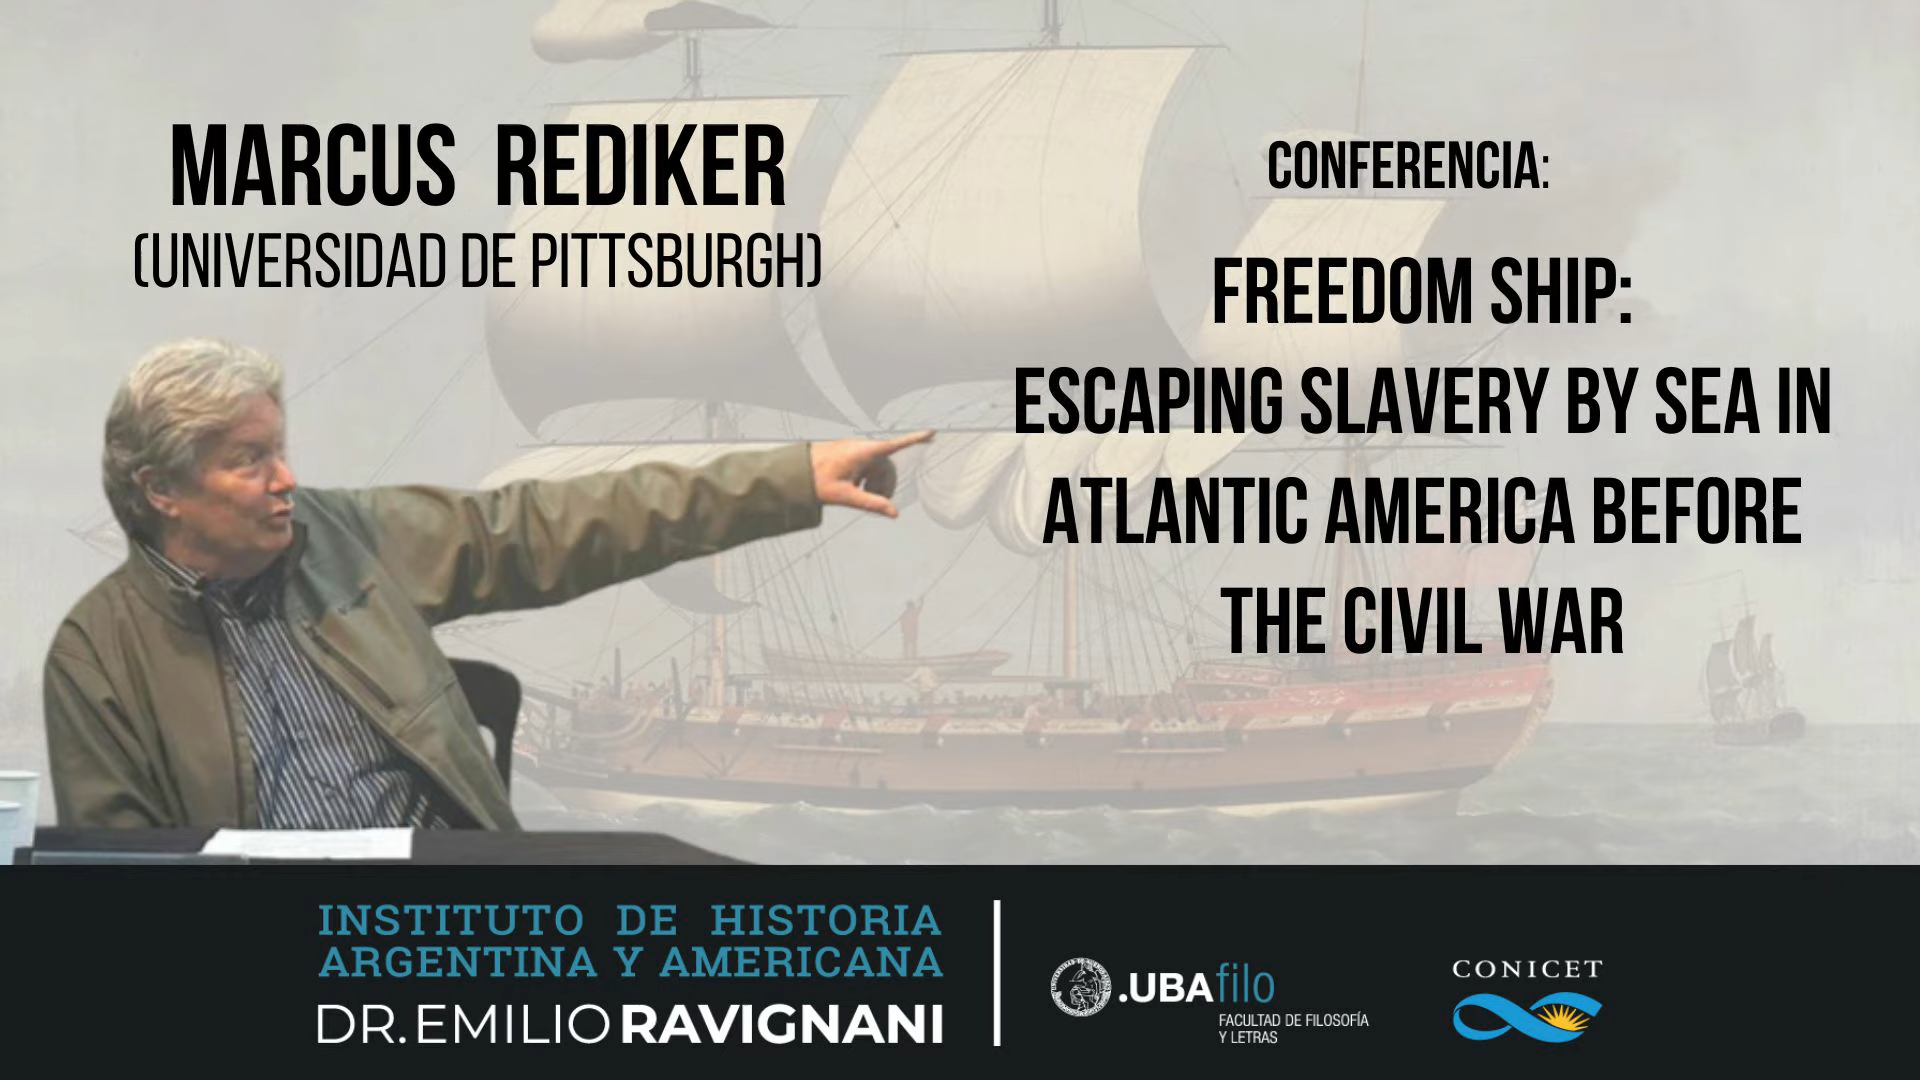 MARCUS REDIKER
(UNIVERSIDAD DE PITTSBURGH)
CONFERENCIA:
FREEDOM SHIP:
ESCAPING SLAVERY BY SEA IN
ATLANTIC AMERICA BEFORE
THE CIVIL WAR
INSTITUTO DE HISTORIA
ARGENTINA Y AMERICANA
DR. EMILIO RAVIGNANI
.UBAfilo
FACULTAD DE FILOSOFÍA
Y LETRAS
CONICET